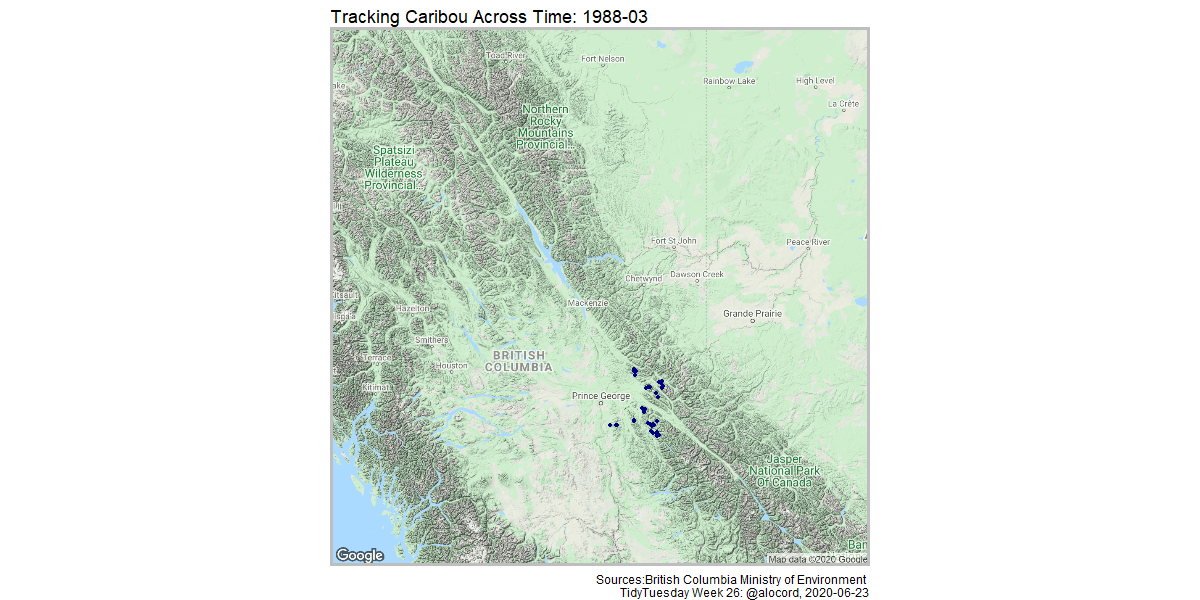 Tracking Caribou Across Time: 1988-03
Toad River
Fort Nelson
Rainbow Lake
High Level
ake
La Crete
Northern
Rocky
Mountains
Provincial...
Spatsizi
Plateau
Wilderness
Provincial...
Fort St John
Peace River
Chetwynd
Dawson Creek
Kitsault
Mackenzie
Hazelton
Grande Prairie
Smithers
BRITISH
COLUMBIA
Terrace
Houston
Kitimat
Prince George
Jasper
National Park
Of Canada
Ban
Google
Map data ©2020 Google
Sources:British Columbia Ministry of Environment
TidyTuesday Week 26: @alocord, 2020-06-23